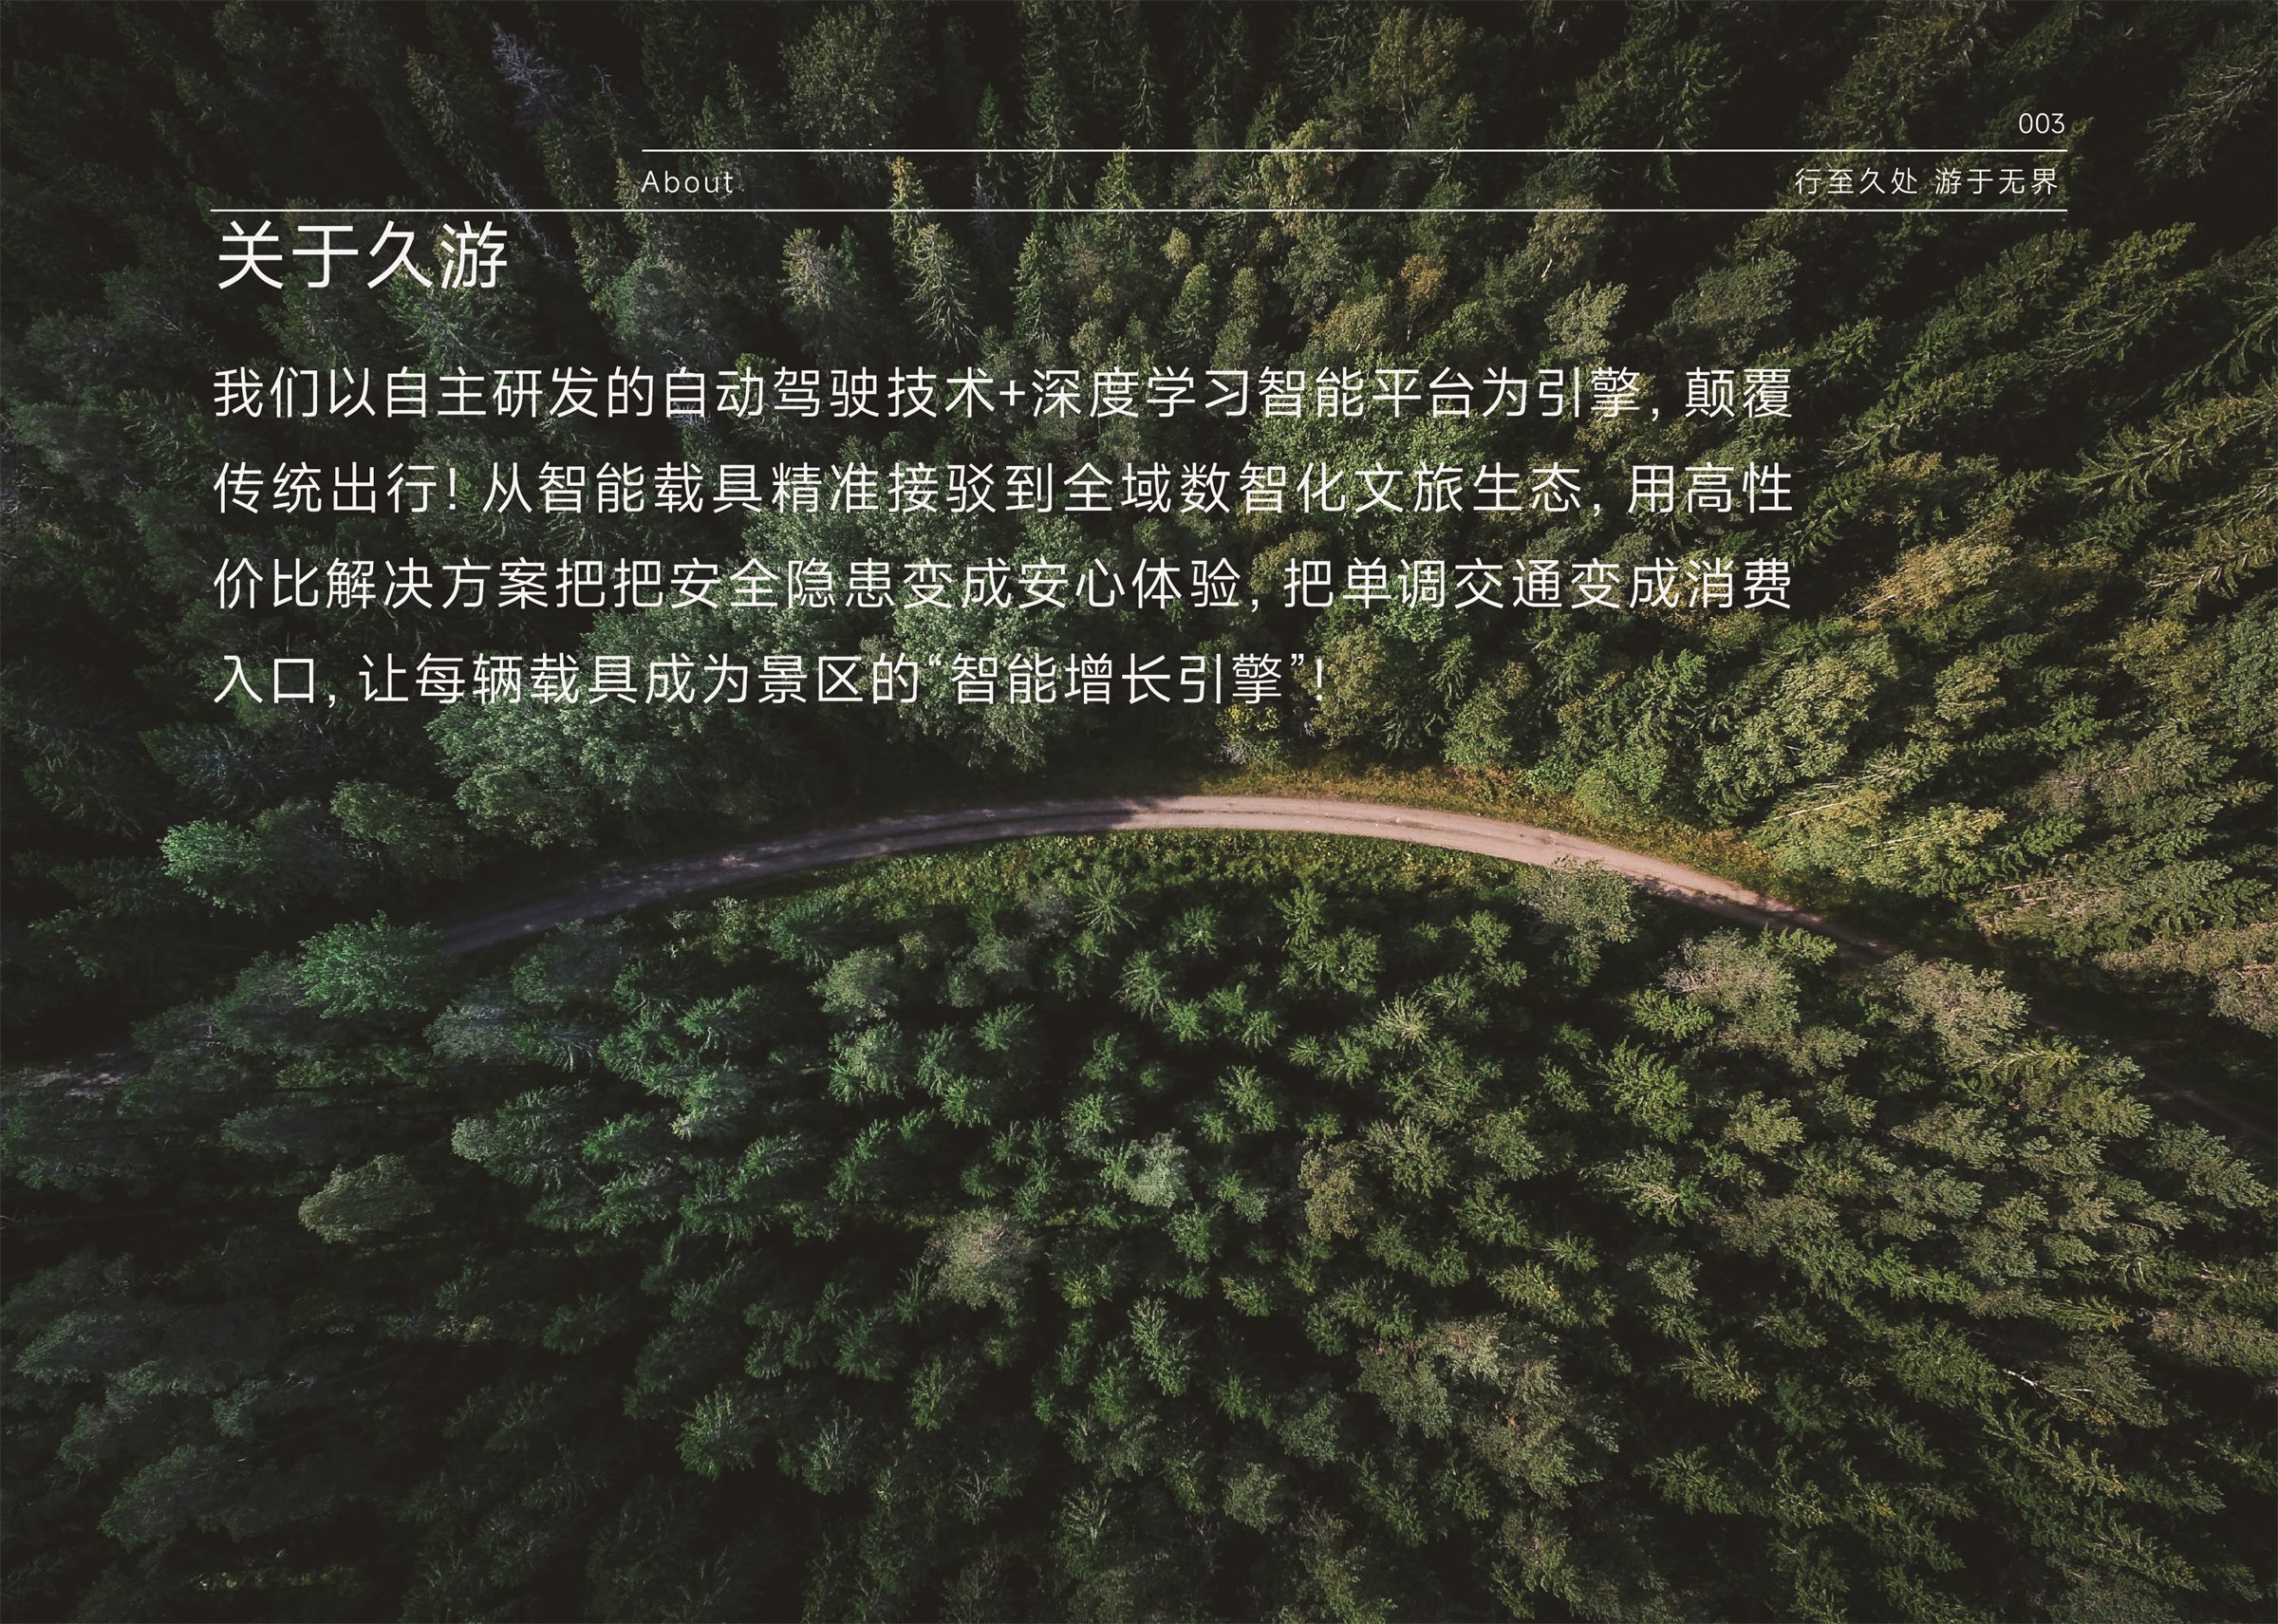 003
About
行至久处 游于无界
关于久游
我们以自主研发的自动驾驶技术+深度学习智能平台为引擎, 颠覆
传统出行! 从智能载具精准接驳到全域数智化文旅生态, 用高性
价比解决方案把把安全隐患变成安心体验, 把单调交通变成消费
入口, 让每辆载具成为景区的“智能增长引擎”!